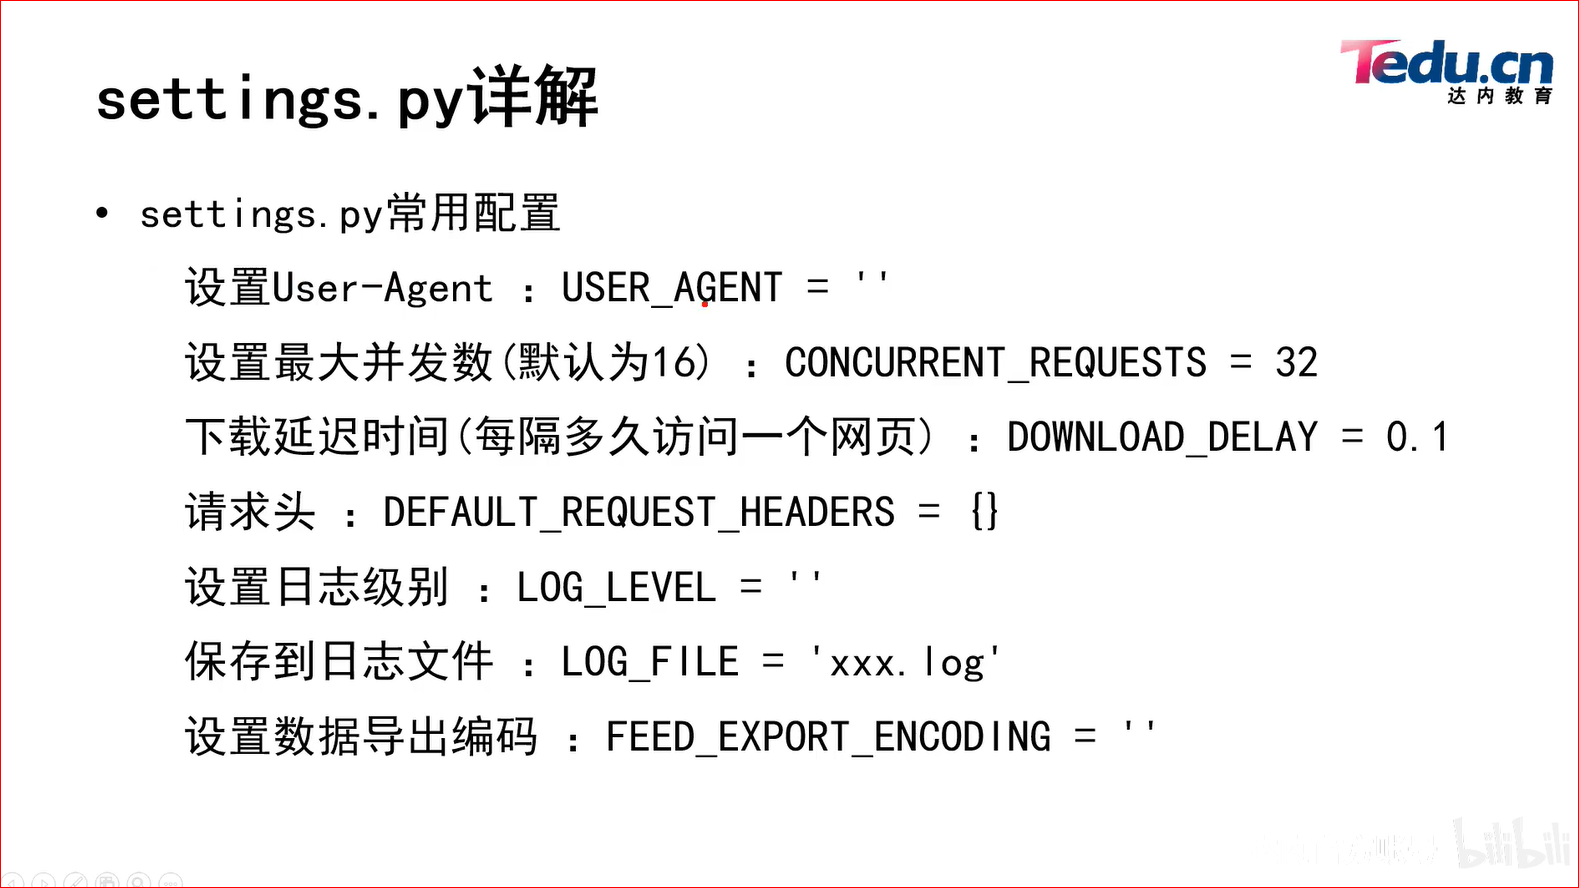 settings.py详解
Tedu.cn
达内教育
• settings.py常用配置
设置User-Agent ：USER_AGENT = ''
设置最大并发数(默认为16) ：CONCURRENT_REQUESTS = 32
下载延迟时间(每隔多久访问一个网页) ：DOWNLOAD_DELAY = 0.1
请求头 ：DEFAULT_REQUEST_HEADERS = {}
设置日志级别 ：LOG_LEVEL = ''
保存到日志文件 ：LOG_FILE = 'xxx.log'
设置数据导出编码 ：FEED_EXPORT_ENCODING = ''
bilibili